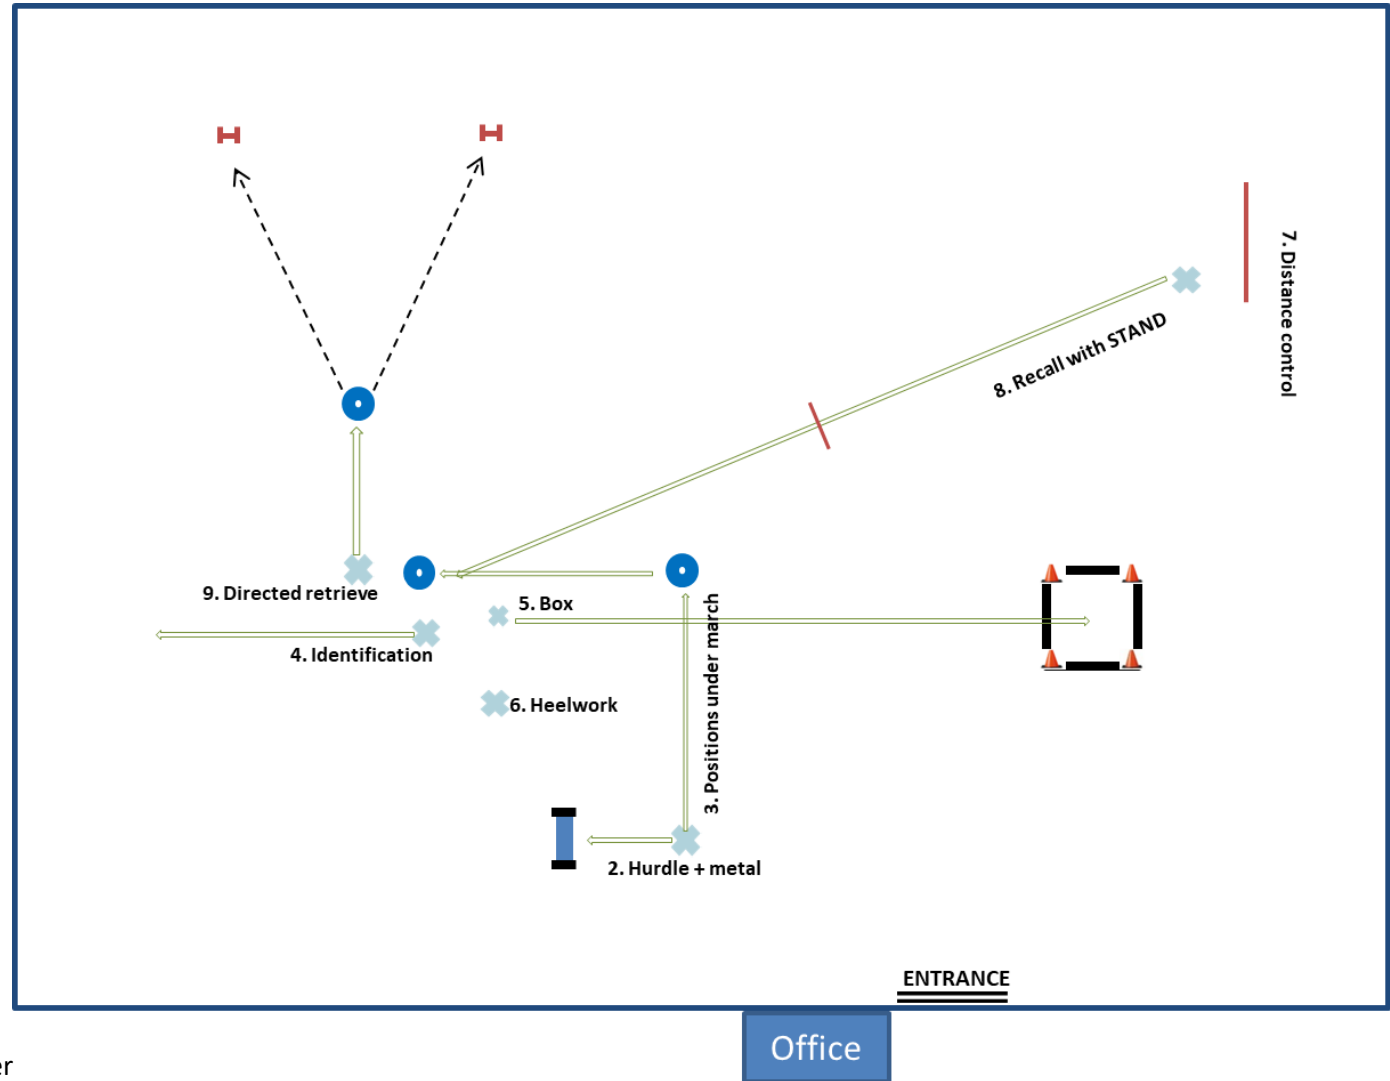 7. Distance control
8. Recall with STAND
9. Directed retrieve
5. Box
3. Positions under march
4. Identification
6. Heelwork
2. Hurdle + metal
ENTRANCE
Office
er